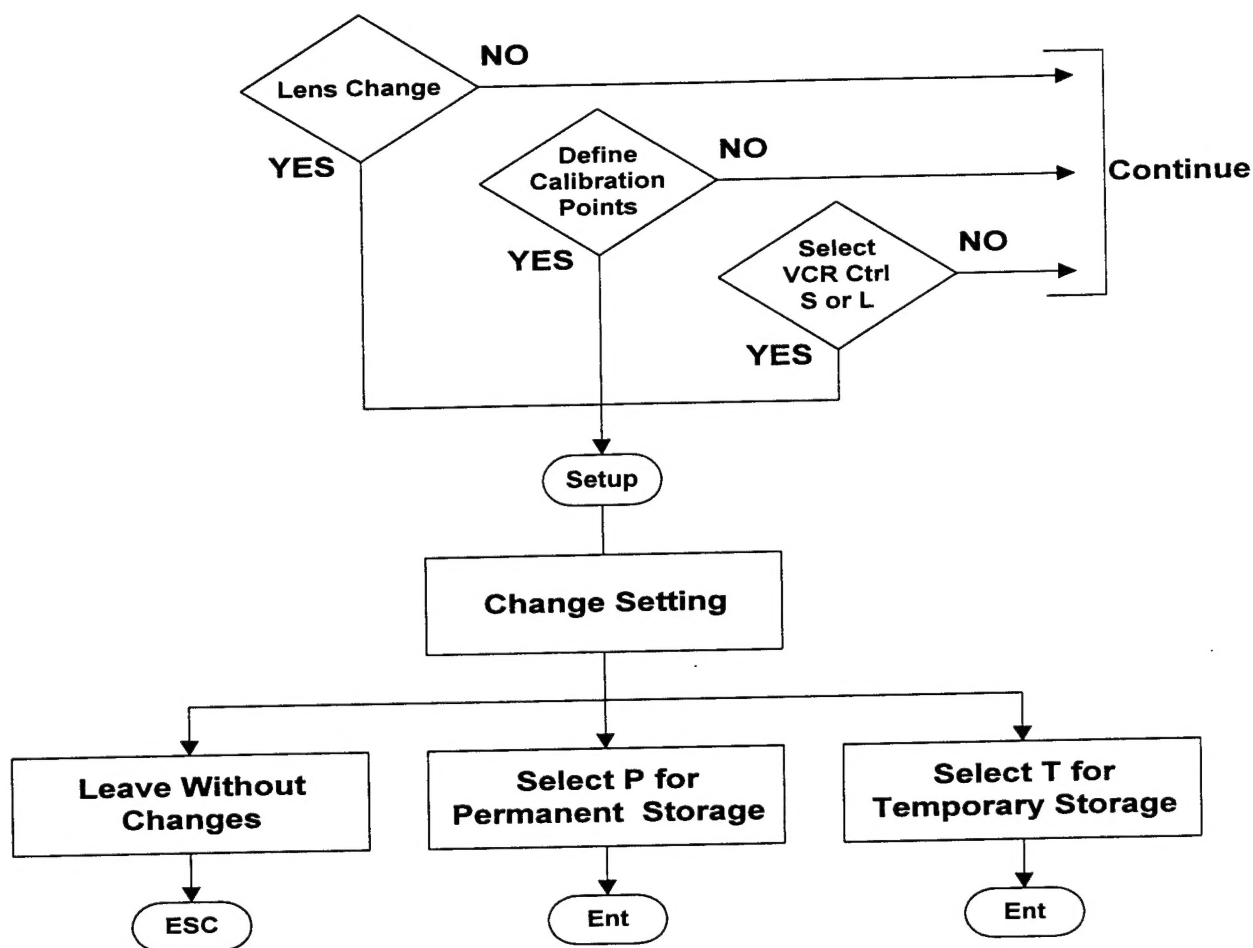 NO
Lens Change
YES
Define
Calibration
Points
NO
YES
Select
VCR Ctrl
S or L
NO
YES
Continue
Setup
Change Setting
Leave Without
Changes
Select P for
Permanent Storage
Select T for
Temporary Storage
ESC
Ent
Ent